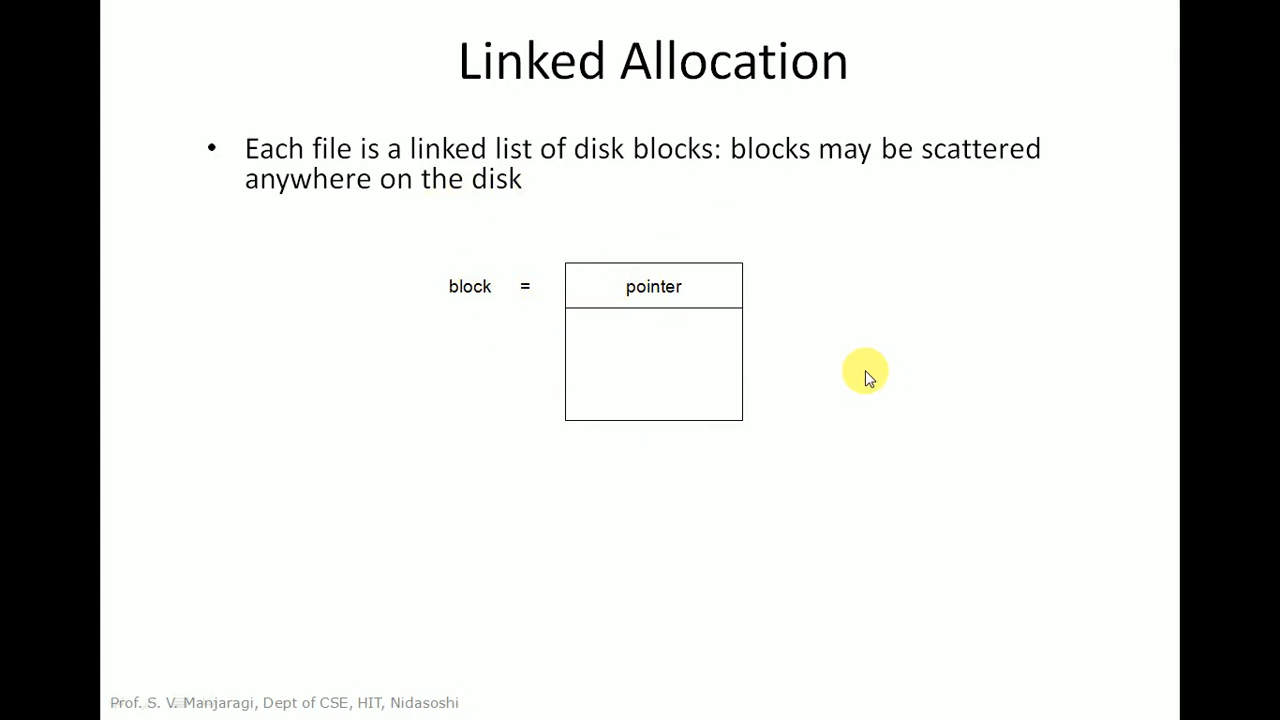 Linked Allocation
• Each file is a linked list of disk blocks: blocks may be scattered
anywhere on the disk
block = pointer
Prof. S. V. Manjaragi, Dept of CSE, HIT, Nidasoshi